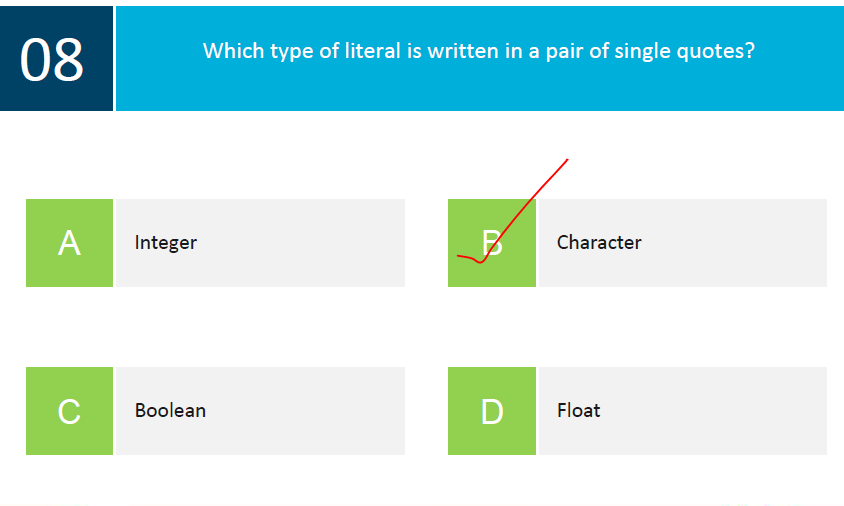 08
Which type of literal is written in a pair of single quotes?
A
Integer
B
Character
C
Boolean
D
Float